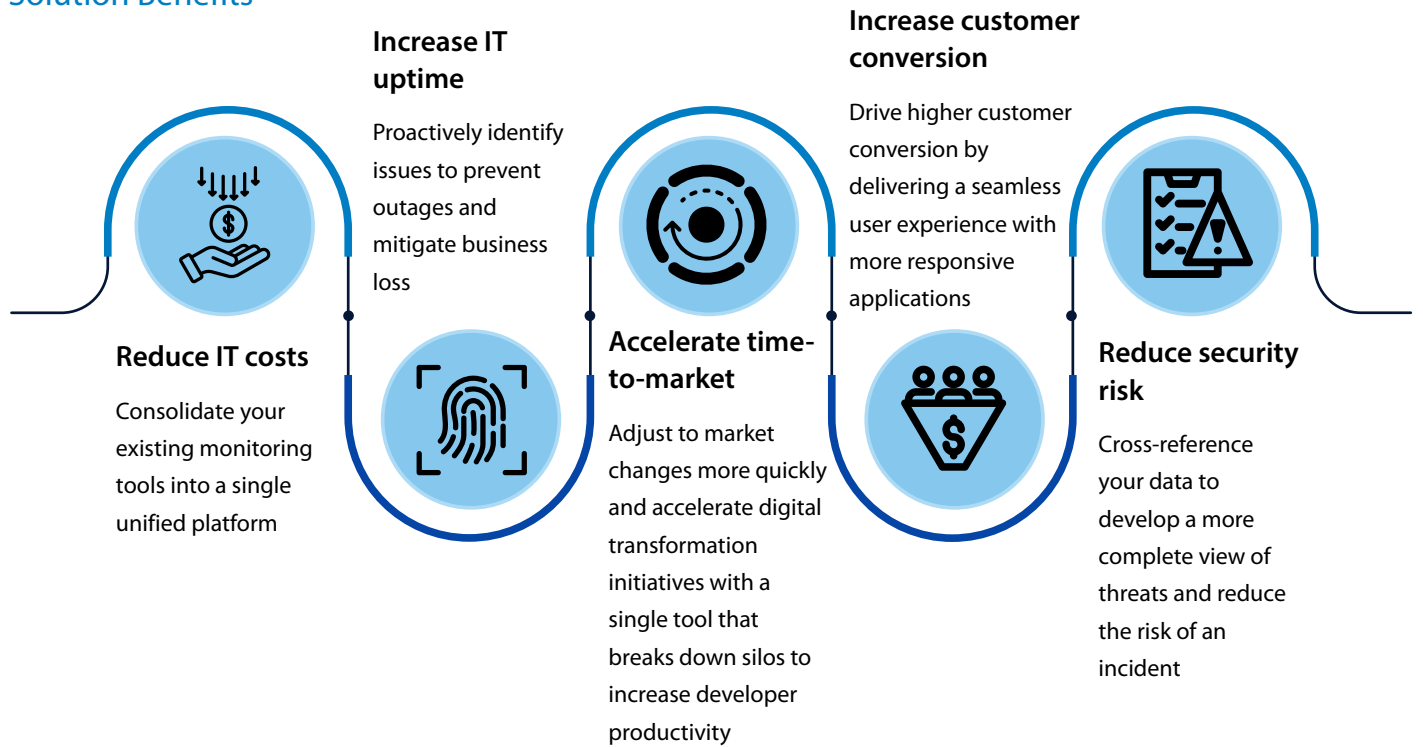 Solution Benefits
Reduce IT costs
Consolidate your
existing monitoring
tools into a single
unified platform
Increase IT
uptime
Proactively identify
issues to prevent
outages and
mitigate business
loss
Accelerate time-
to-market
Adjust to market
changes more quickly
and accelerate digital
transformation
initiatives with a
single tool that
breaks down silos to
increase developer
productivity
Increase customer
conversion
Drive higher customer
conversion by
delivering a seamless
user experience with
more responsive
applications
Reduce security
risk
Cross-reference
your data to
develop a more
complete view of
threats and reduce
the risk of an
incident